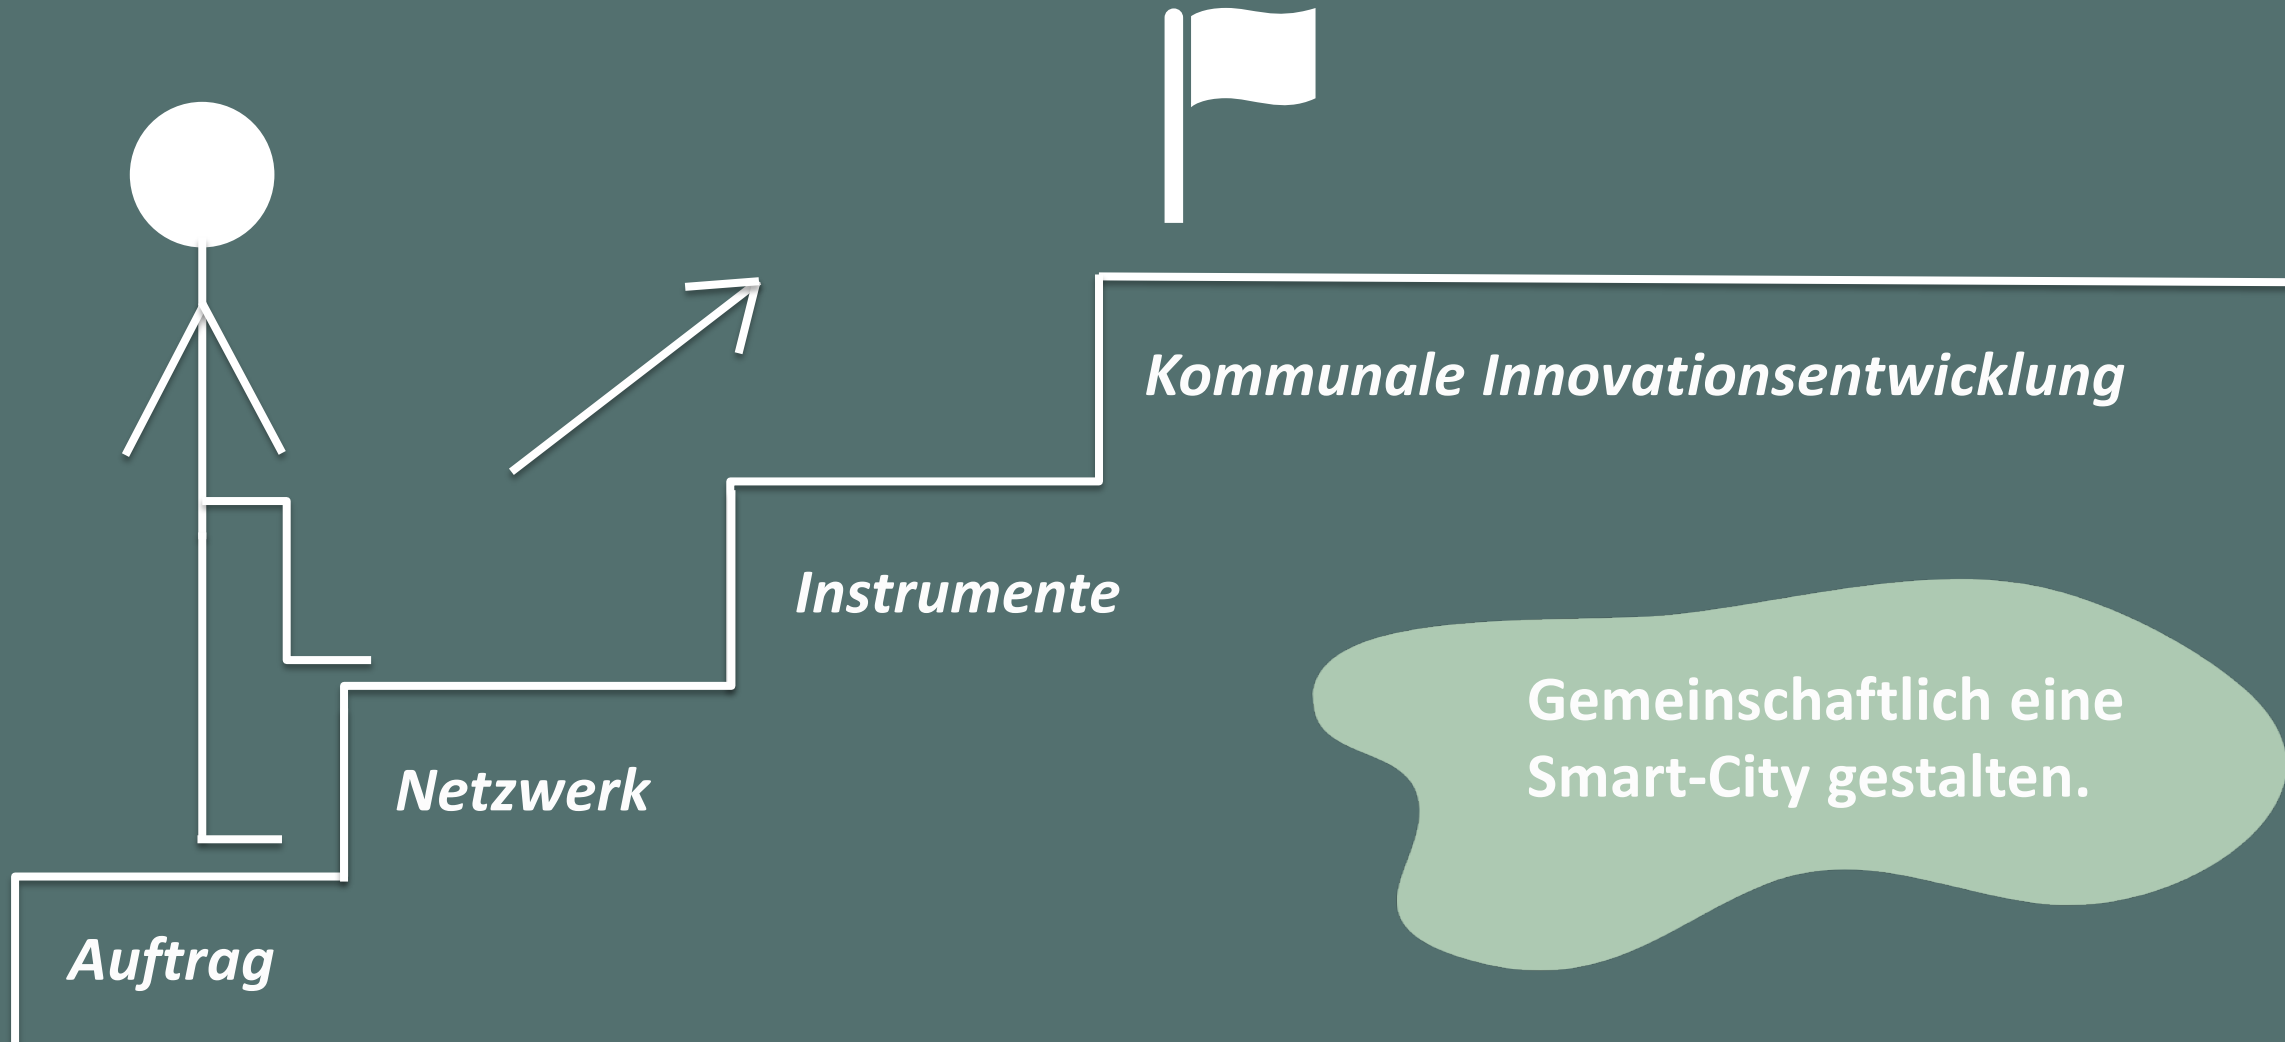 Kommunale Innovationsentwicklung
Instrumente
Netzwerk
Auftrag
Gemeinschaftlich eine
Smart-City gestalten.